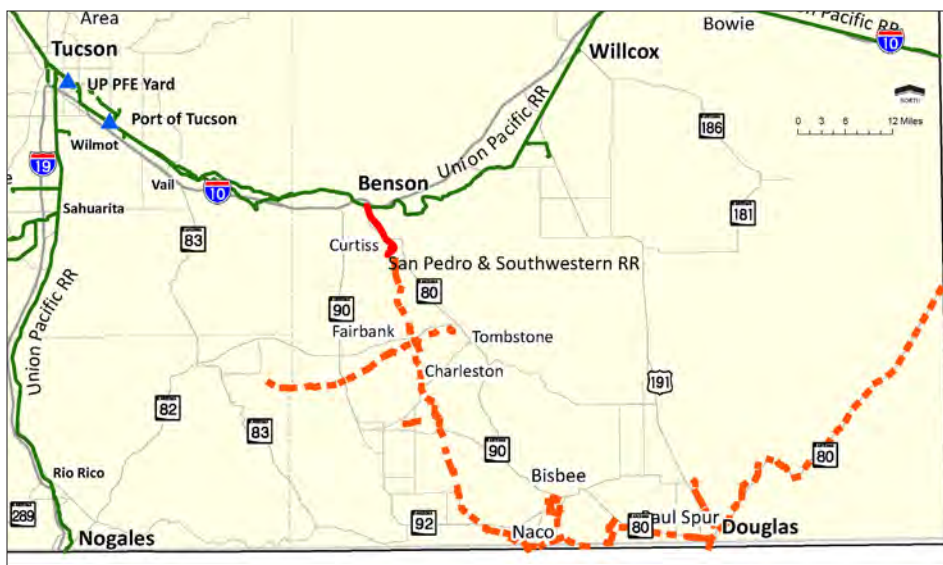 Area
Tucson
UP PFE Yard
Port of Tucson
Wilmot
19
Vail
10
Sahuarita
83
Union Pacific RR
Rio Rico
289
Nogales
Benson
Willcox
Union Pacific RR
Bowie
Pacific RR
10
NORTH
0 3 6 12 Miles
186
181
Curtiss
San Pedro & Southwestern RR
90
80
Fairbank
Tombstone
Charleston
82
83
191
90
80
Bisbee
92
Naco
80
Paul Spur
Douglas